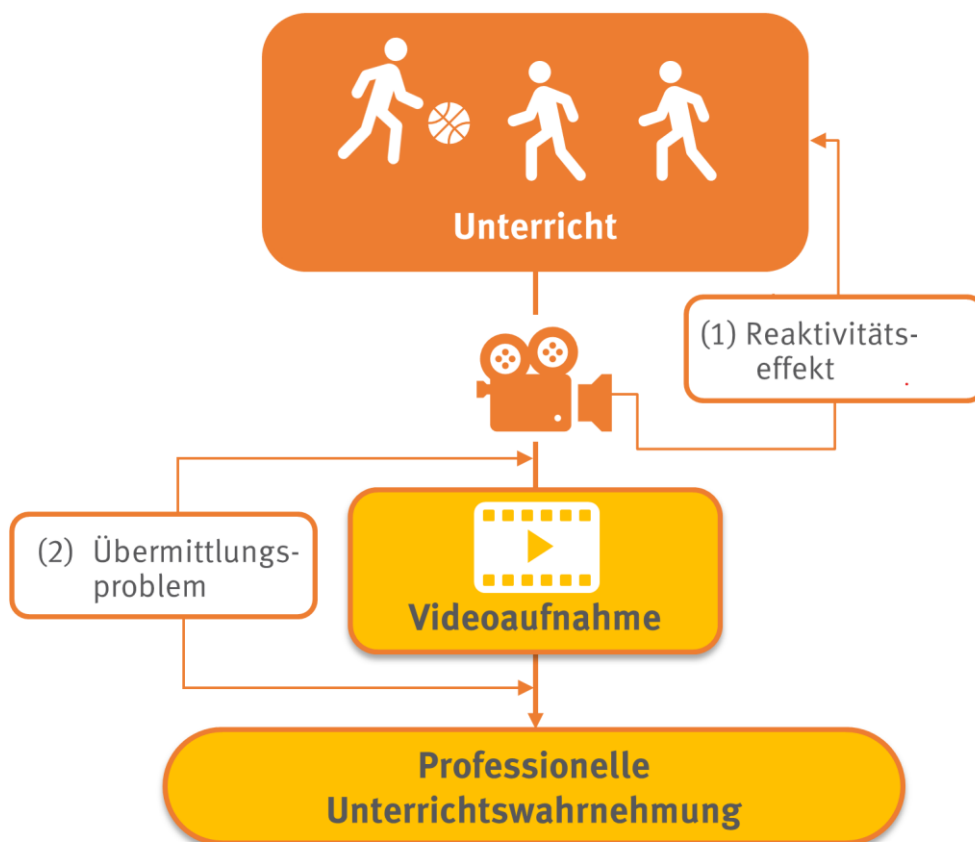 Unterricht
(1) Reaktivitäts-
effekt
(2) Übermittlungs-
problem
Videoaufnahme
Professionelle
Unterrichtswahrnehmung